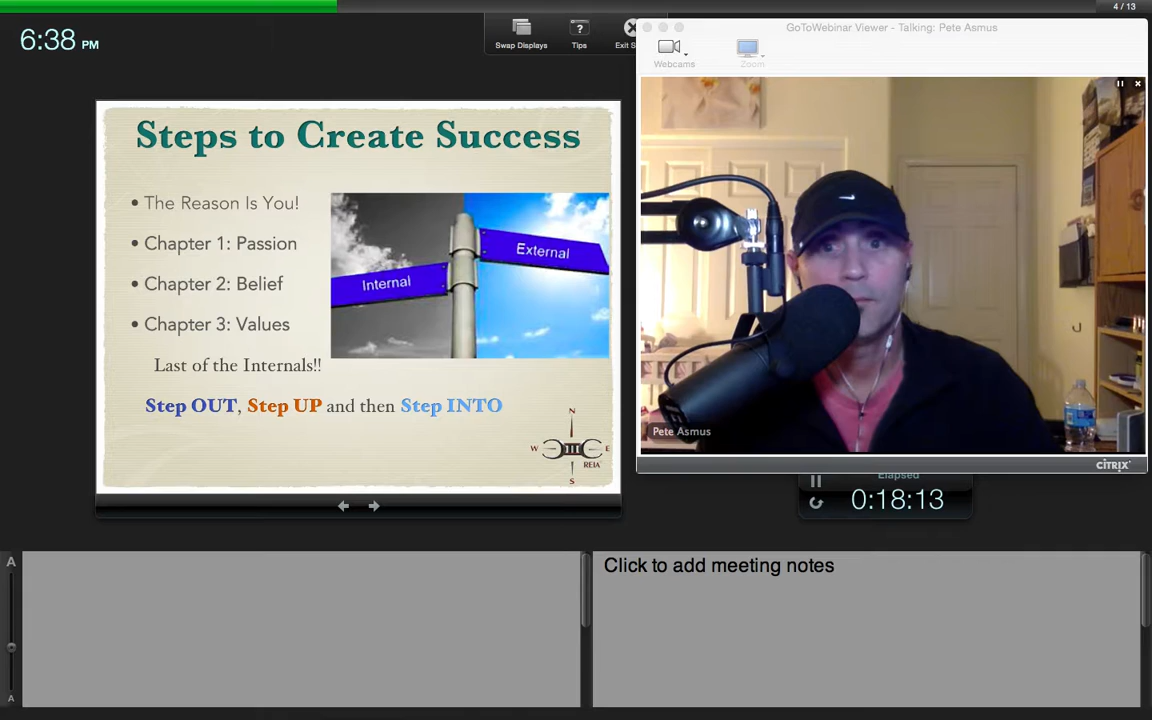 4 / 13
6:38 PM
Swap Displays
Tips
Exit S
GoToWebinar Viewer - Talking: Pete Asmus
Webcams
Zoom
Steps to Create Success
• The Reason Is You!
• Chapter 1: Passion
• Chapter 2: Belief
• Chapter 3: Values
Last of the Internals!!
Step OUT, Step UP and then Step INTO
Internal
External
N
W
E
REIA
S
Pete Asmus
CITRIX
Elapsed
0:18:13
A
A
Click to add meeting notes